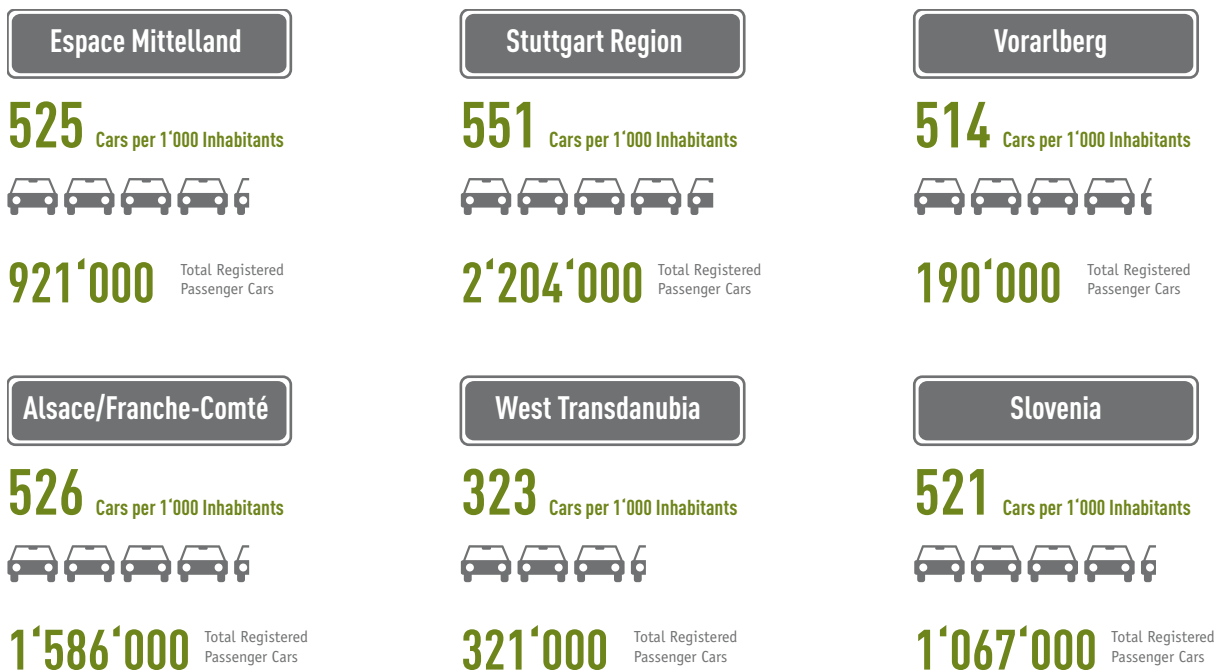 Espace Mittelland
525 Cars per 1‘000 Inhabitants
921‘000 Total Registered
Passenger Cars
Stuttgart Region
551 Cars per 1‘000 Inhabitants
2‘204‘000 Total Registered
Passenger Cars
Vorarlberg
514 Cars per 1‘000 Inhabitants
190‘000 Total Registered
Passenger Cars
Alsace/Franche-Comté
526 Cars per 1‘000 Inhabitants
1‘586‘000 Total Registered
Passenger Cars
West Transdanubia
323 Cars per 1‘000 Inhabitants
321‘000 Total Registered
Passenger Cars
Slovenia
521 Cars per 1‘000 Inhabitants
1‘067‘000 Total Registered
Passenger Cars